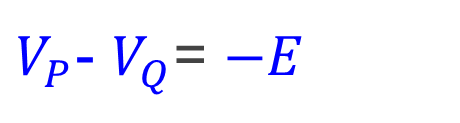 V_P - V_Q = −E